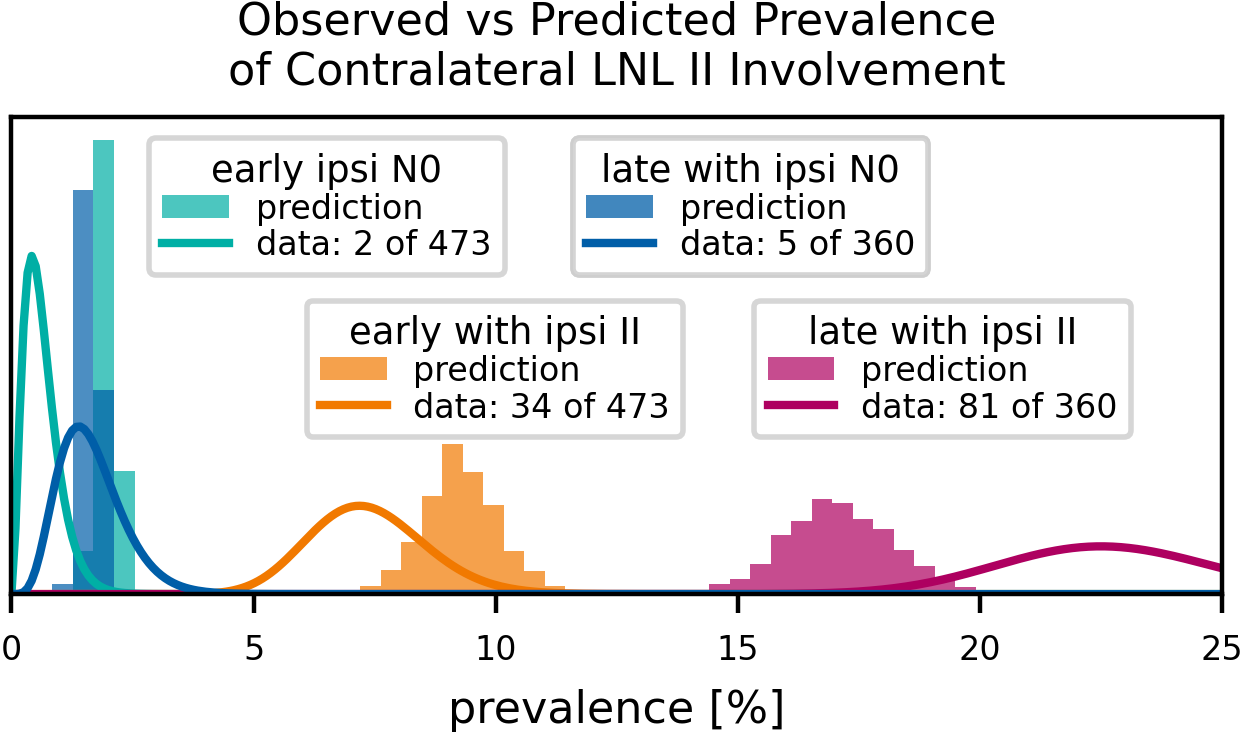 Observed vs Predicted Prevalence
of Contralateral LNL II Involvement
early ipsi N0
prediction
data: 2 of 473
late with ipsi N0
prediction
data: 5 of 360
early with ipsi II
prediction
data: 34 of 473
late with ipsi II
prediction
data: 81 of 360
0 5 10 15 20 25
prevalence [%]